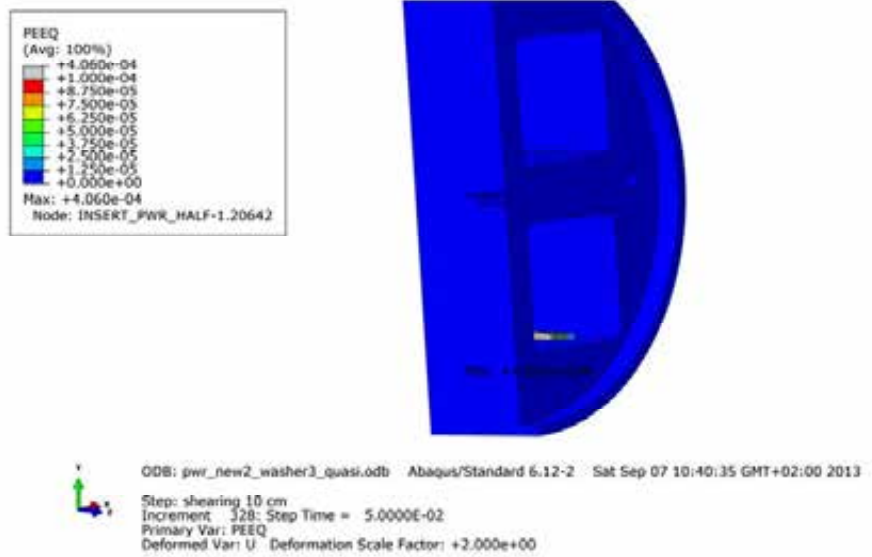 PEEQ
(Avg: 100%)
+4.060e-04
+1.000e-04
+8.750e-05
+7.500e-05
+6.250e-05
+5.000e-05
+3.750e-05
+2.500e-05
+1.250e-05
+0.000e+00
Max: +4.060e-04
Node: INSERT_PWR_HALF-1.20642
ODB: pwr_new2_washer3_quasi.odb Abaqus/Standard 6.12-2 Sat Sep 07 10:40:35 GMT+02:00 2013
Step: shearing 10 cm
Increment 328: Step Time = 5.0000E-02
Primary Var: PEEQ
Deformed Var: U Deformation Scale Factor: +2.000e+00